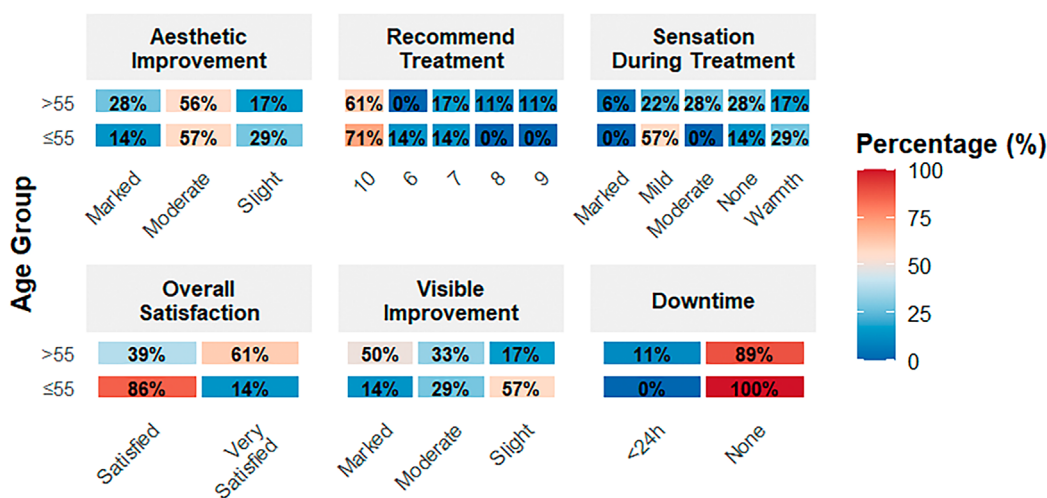 Aesthetic
Improvement
Recommend
Treatment
Sensation
During Treatment
>55
28% 56% 17%
61% 0% 17% 11% 11%
6% 22% 28% 28% 17%
≤55
14% 57% 29%
71% 14% 14% 0% 0%
0% 57% 0% 14% 29%
Marked Moderate Slight
10 6 7 8 9
Marked Mild Moderate None Warmth
Age Group
Overall
Satisfaction
Visible
Improvement
Downtime
>55
39% 61%
50% 33% 17%
11% 89%
≤55
86% 14%
14% 29% 57%
0% 100%
Satisfied
Very
Satisfied
Marked Moderate Slight
<24h None
Percentage (%)
100
75
50
25
0